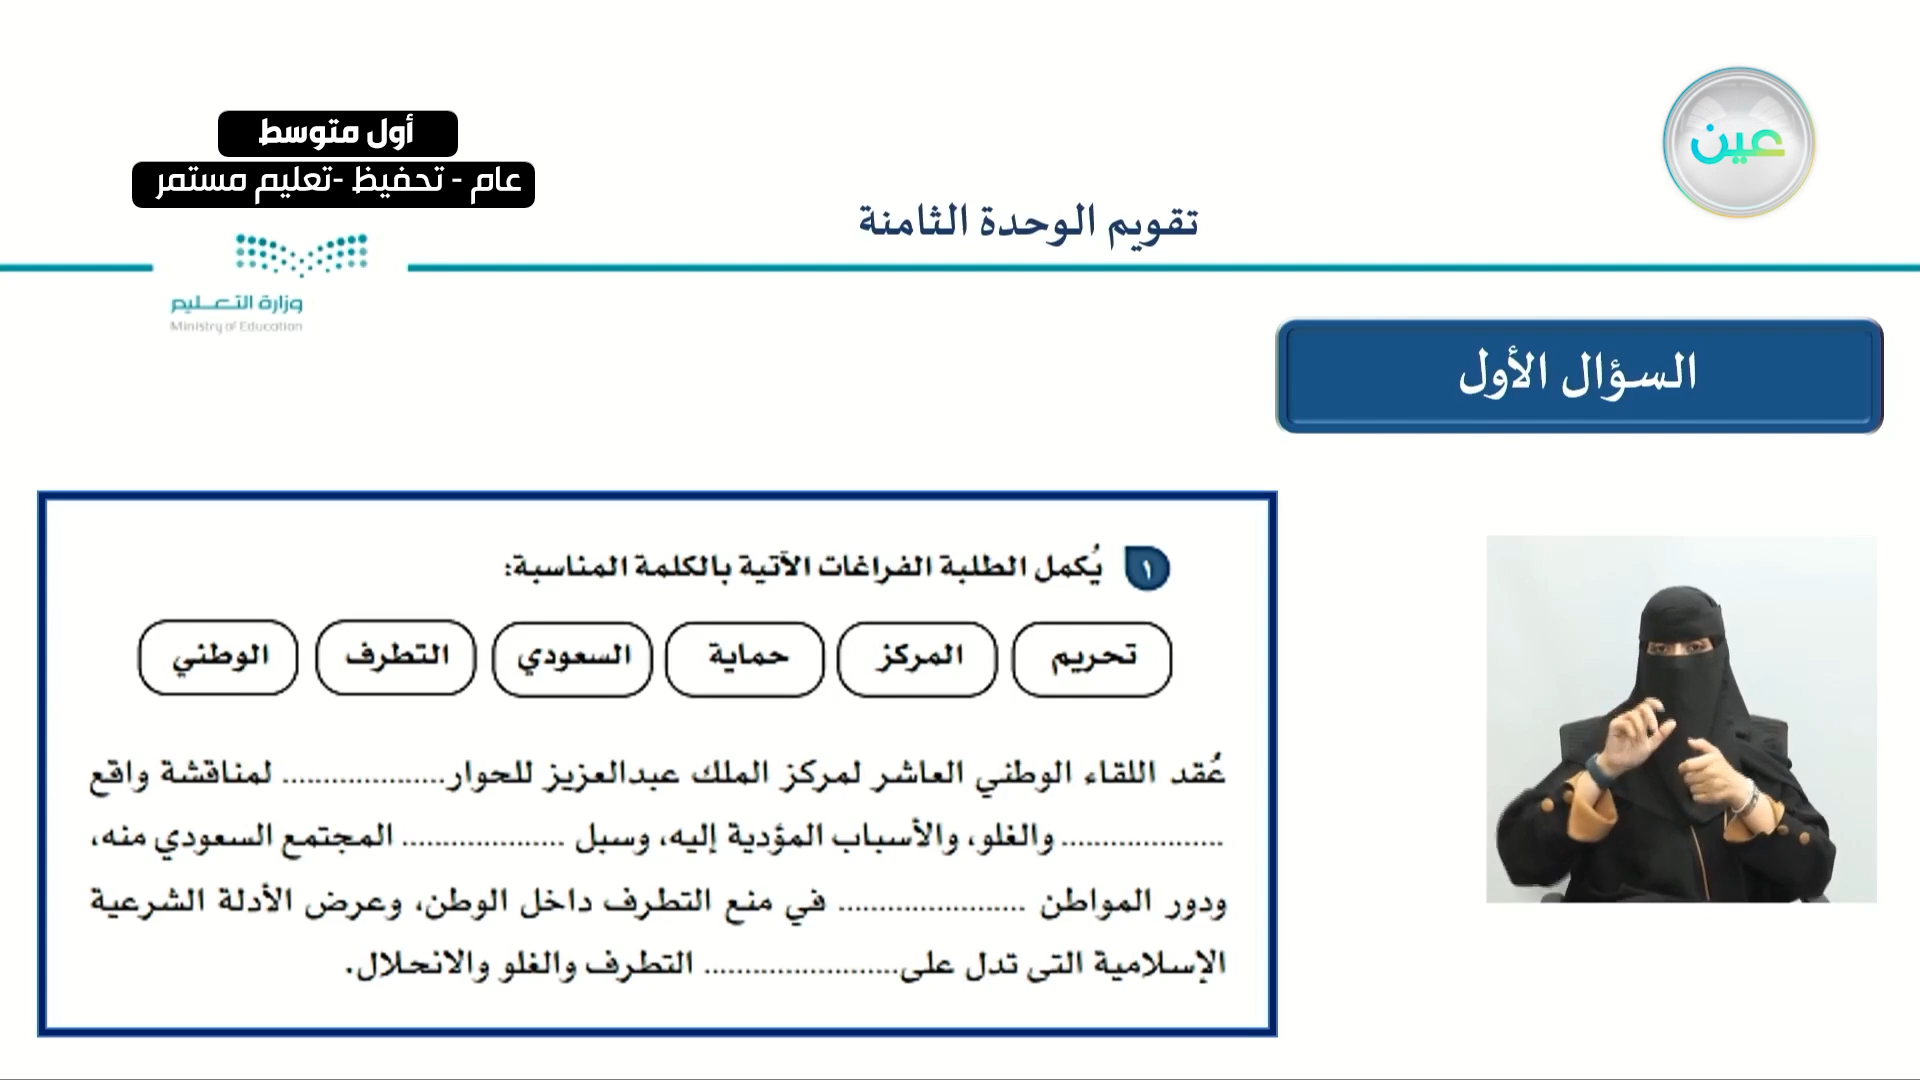 عين
أول متوسط
عام - تحفيظ -تعليم مستمر
تقويم الوحدة الثامنة
وزارة التعليم
Ministry of Education
السؤال الأول
١ يُكمل الطلبة الفراغات الآتية بالكلمة المناسبة:
تحريم المركز حماية السعودي التطرف الوطني
عُقد اللقاء الوطني العاشر لمركز الملك عبدالعزيز للحوار.................... لمناقشة واقع
.................... والغلو، والأسباب المؤدية إليه، وسبل .................... المجتمع السعودي منه،
ودور المواطن ....................... في منع التطرف داخل الوطن، وعرض الأدلة الشرعية
الإسلامية التى تدل على........................ التطرف والغلو والانحلال.